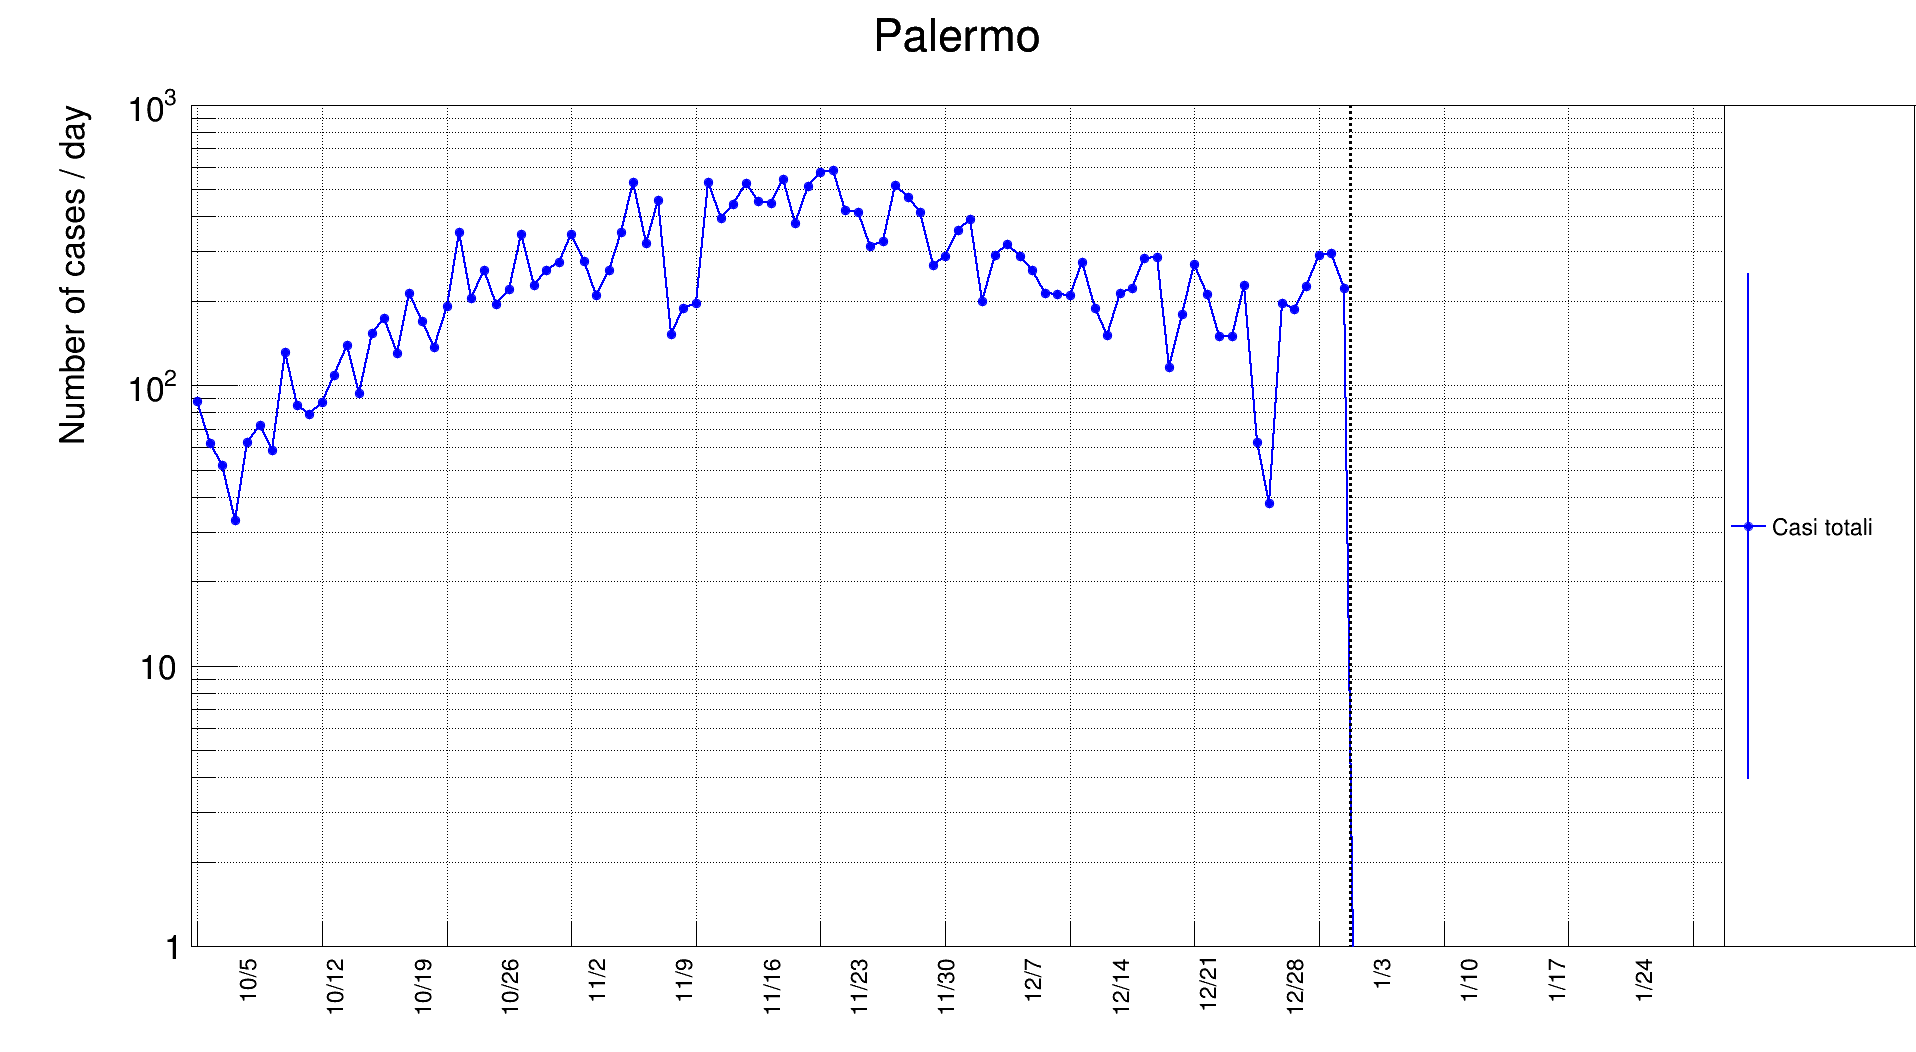 Palermo
Number of cases / day
10³
10²
10
1
10/5 10/12 10/19 10/26 11/2 11/9 11/16 11/23 11/30 12/7 12/14 12/21 12/28 1/3 1/10 1/17 1/24
Casi totali